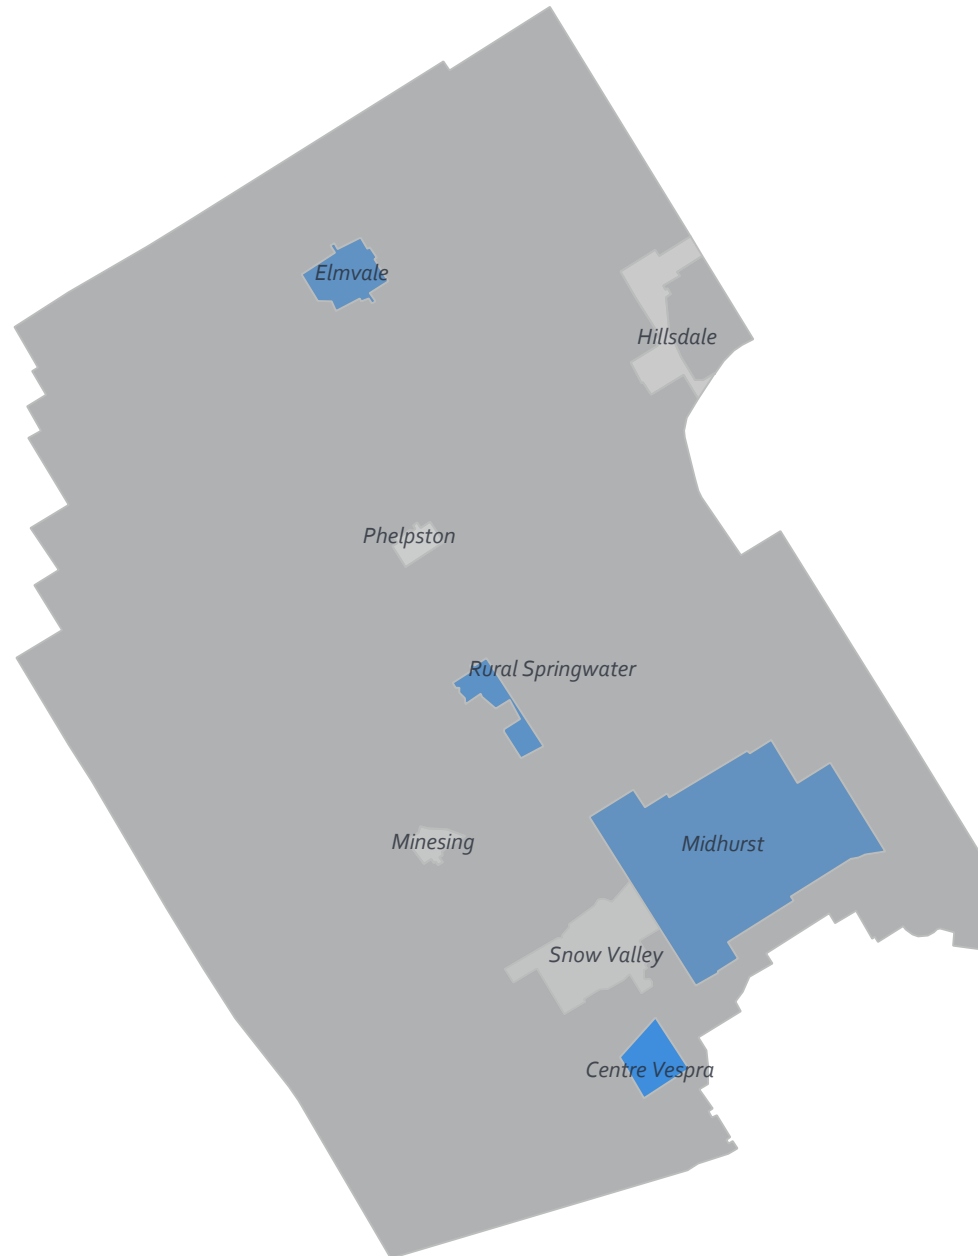 Elmvale
Hillsdale
Phelpston
Rural Springwater
Minesing
Midhurst
Snow Valley
Centre Vespra